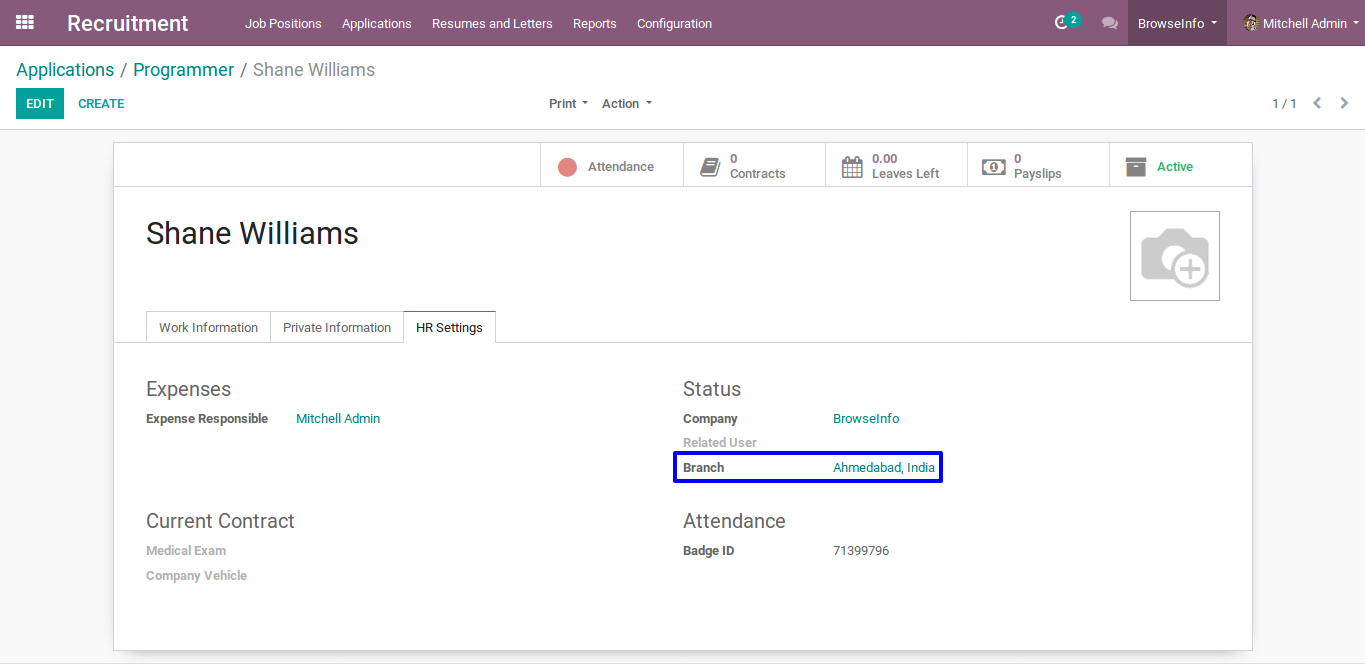 Recruitment Job Positions Applications Resumes and Letters Reports Configuration 2 BrowseInfo Mitchell Admin
Applications / Programmer / Shane Williams
EDIT CREATE Print Action 1 / 1
Attendance 0 Contracts 0.00 Leaves Left 0 Payslips Active
Shane Williams
Work Information Private Information HR Settings
Expenses Status
Expense Responsible Mitchell Admin Company BrowseInfo
Related User
Branch Ahmedabad, India
Current Contract Attendance
Medical Exam Badge ID 71399796
Company Vehicle